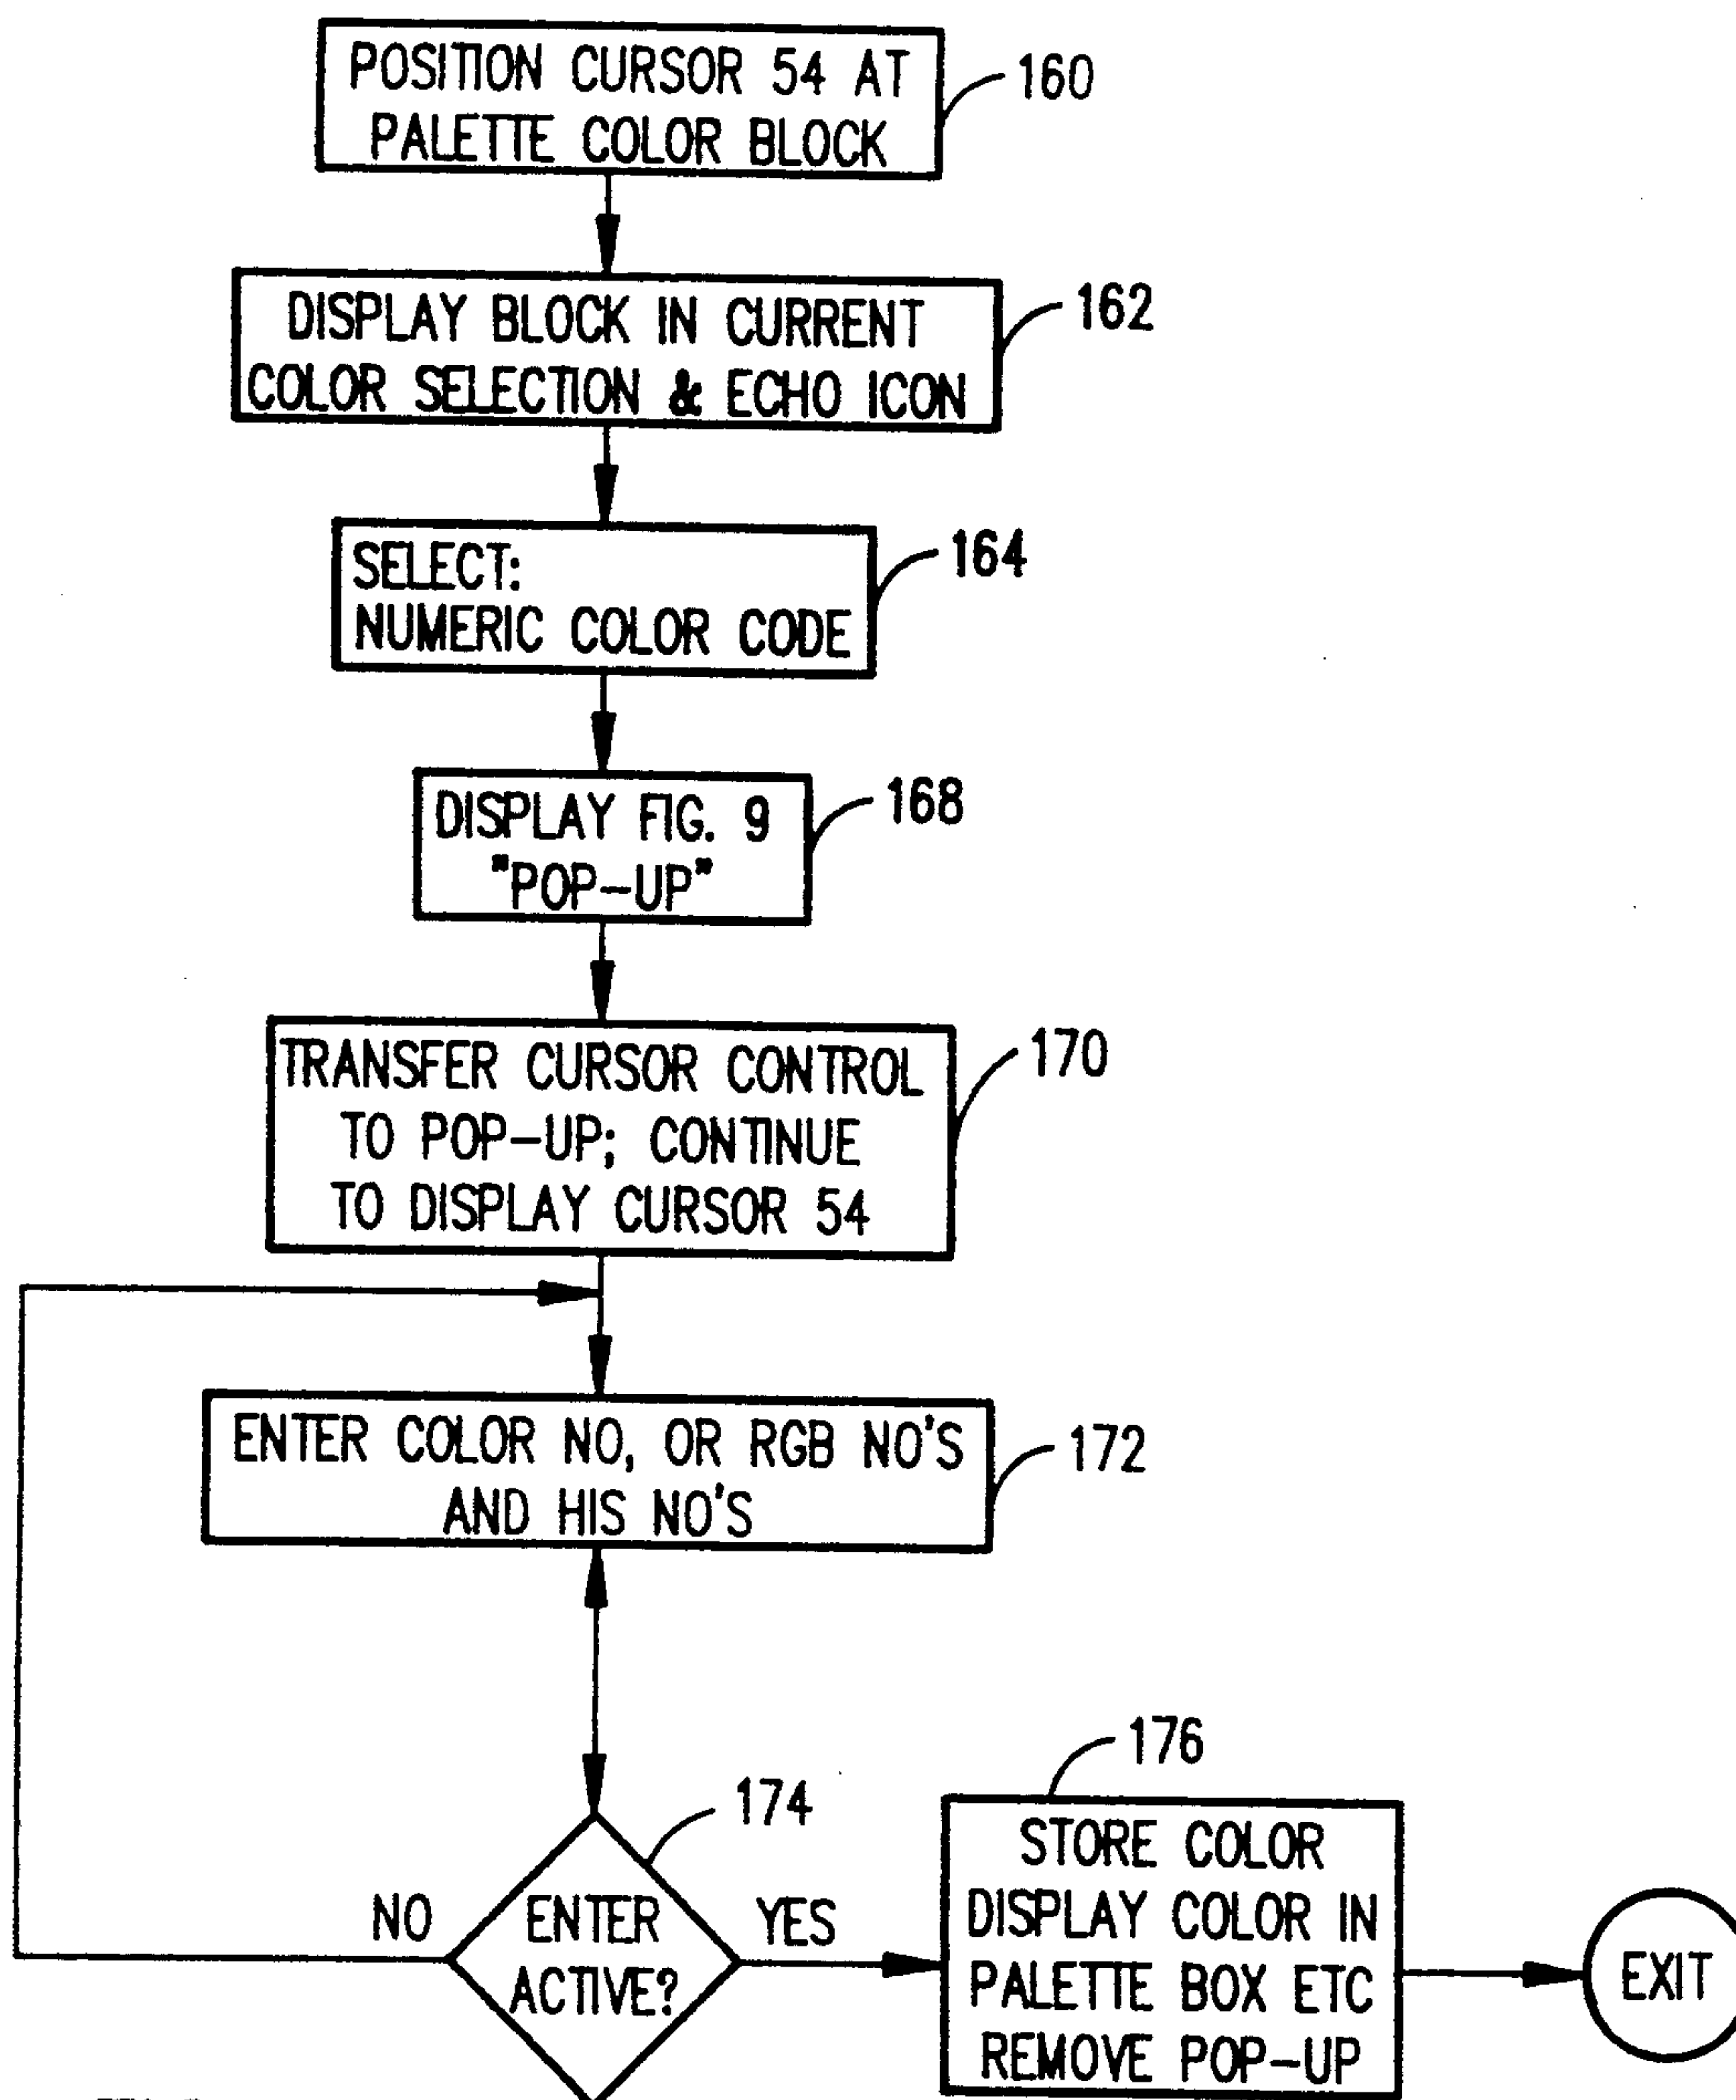 POSITION CURSOR 54 AT
PALETTE COLOR BLOCK
160
DISPLAY BLOCK IN CURRENT
COLOR SELECTION & ECHO ICON
162
SELECT:
NUMERIC COLOR CODE
164
DISPLAY FIG. 9
"POP-UP"
168
TRANSFER CURSOR CONTROL
TO POP-UP; CONTINUE
TO DISPLAY CURSOR 54
170
ENTER COLOR NO, OR RGB NO'S
AND HIS NO'S
172
174
NO
ENTER
ACTIVE?
YES
176
STORE COLOR
DISPLAY COLOR IN
PALETTE BOX ETC
REMOVE POP-UP
EXIT